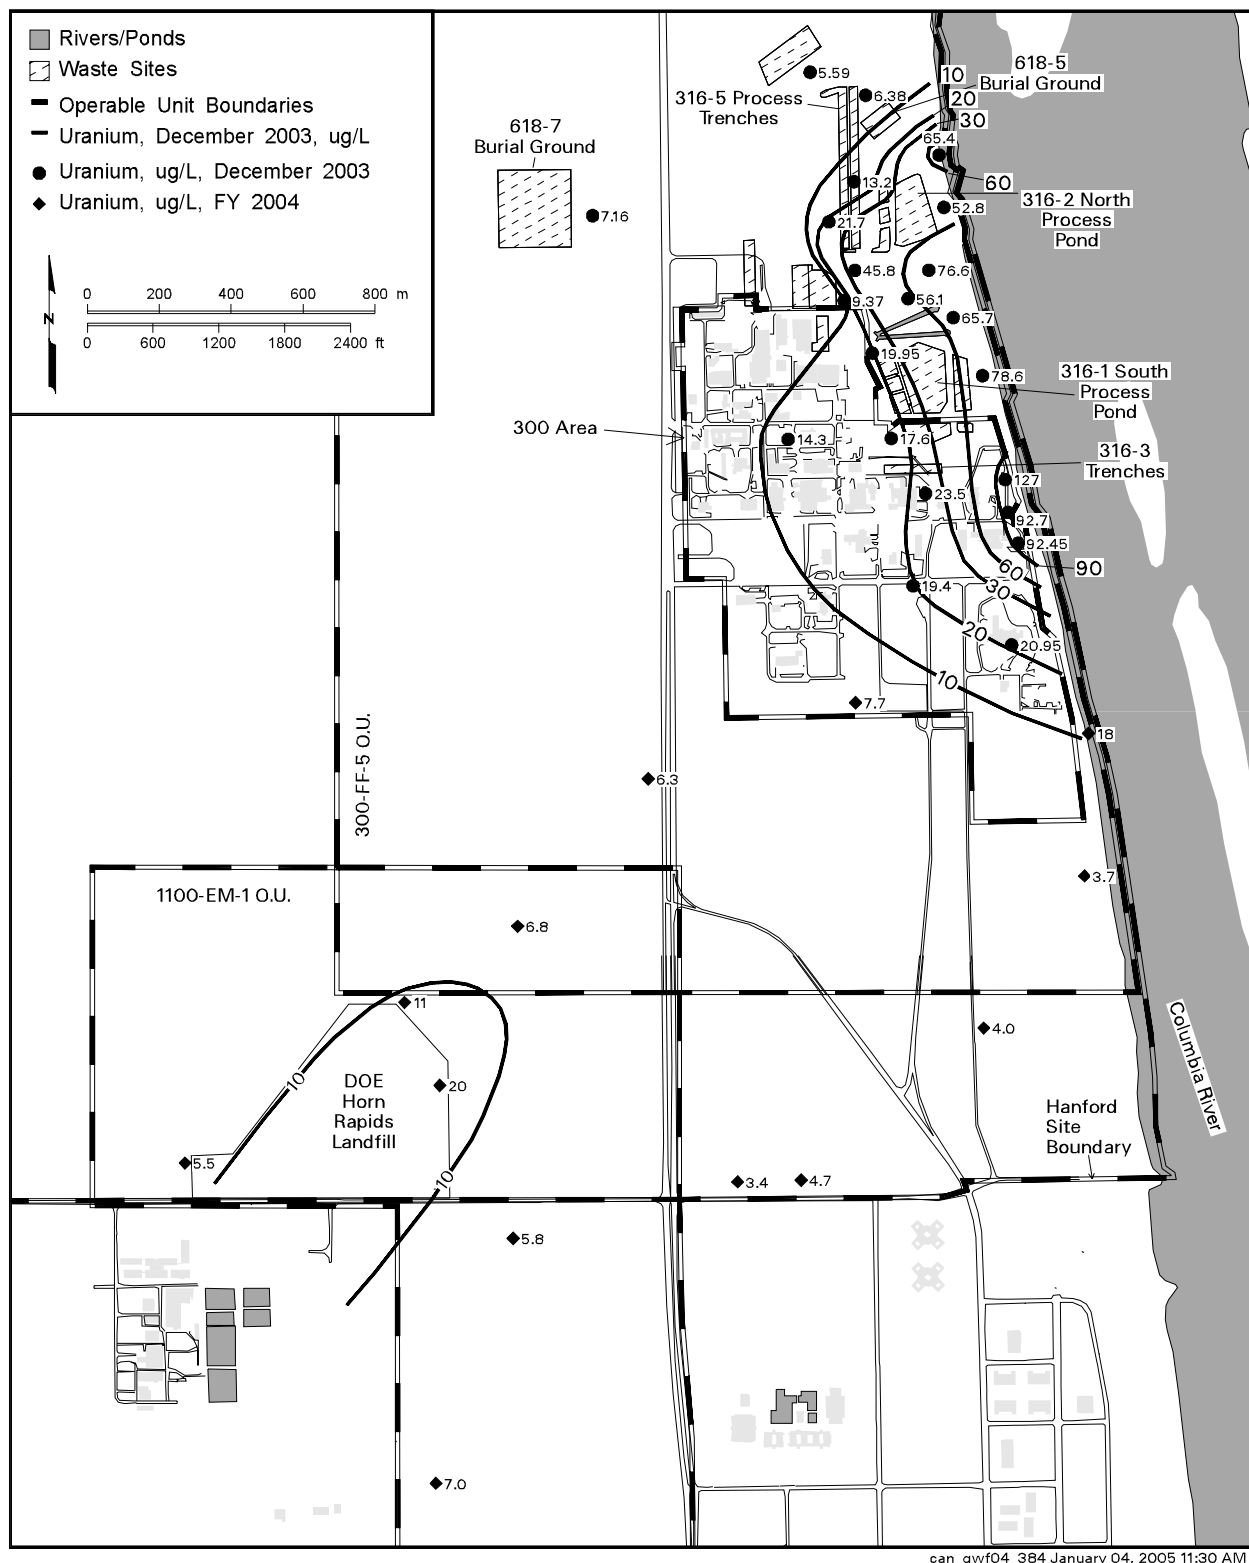 Rivers/Ponds
Waste Sites
Operable Unit Boundaries
Uranium, December 2003, ug/L
Uranium, ug/L, December 2003
Uranium, ug/L, FY 2004
N
0 200 400 600 800 m
0 600 1200 1800 2400 ft
618-7
Burial Ground
7.16
5.59
6.38
316-5 Process
Trenches
10
618-5
Burial Ground
20
30
65.4
60
13.2
21.7
52.8
316-2 North
Process
Pond
45.8
76.6
9.37
56.1
65.7
19.95
78.6
316-1 South
Process
Pond
300 Area
14.3
17.6
316-3
Trenches
127
23.5
92.7
92.45
90
60
30
19.4
20
20.95
10
7.7
18
6.3
300-FF-5 O.U.
3.7
1100-EM-1 O.U.
6.8
11
4.0
10
DOE
Horn
Rapids
Landfill
20
Columbia River
Hanford
Site
Boundary
5.5
10
3.4
4.7
5.8
7.0
can_gwf04_384 January 04, 2005 11:30 AM